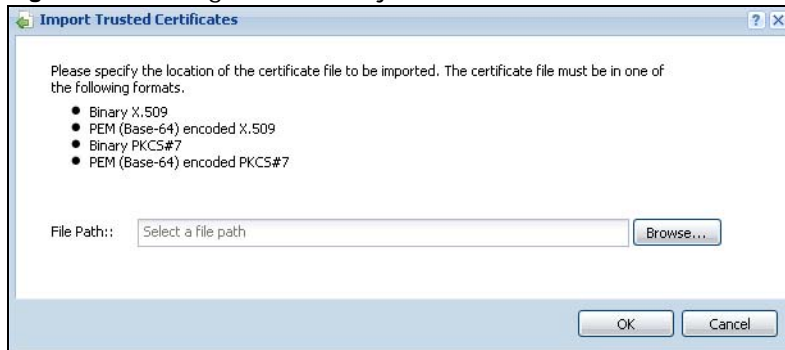 Import Trusted Certificates
Please specify the location of the certificate file to be imported. The certificate file must be in one of
the following formats.
● Binary X.509
● PEM (Base-64) encoded X.509
● Binary PKCS#7
● PEM (Base-64) encoded PKCS#7
File Path:: Select a file path Browse...
OK Cancel